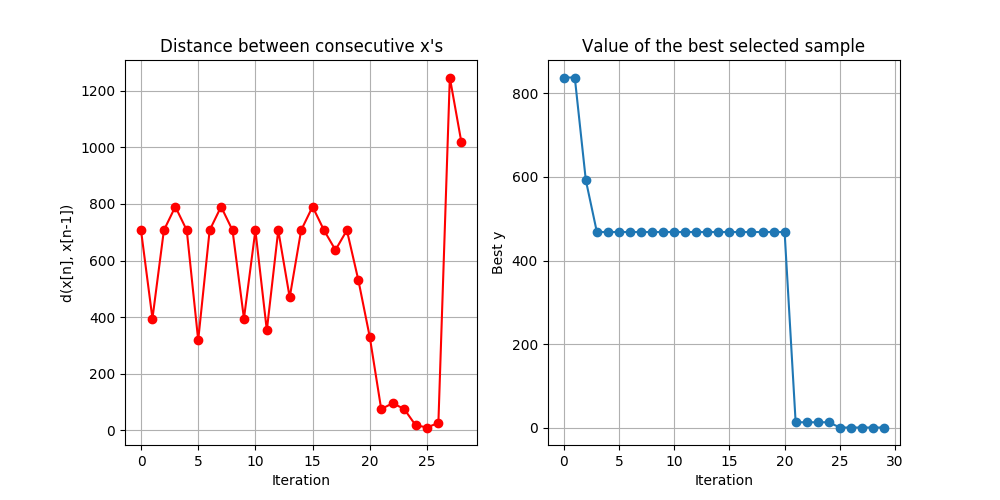 Distance between consecutive x's
d(x[n], x[n-1])
1200
1000
800
600
400
200
0
0 5 10 15 20 25
Iteration
Value of the best selected sample
Best y
800
600
400
200
0
0 5 10 15 20 25 30
Iteration